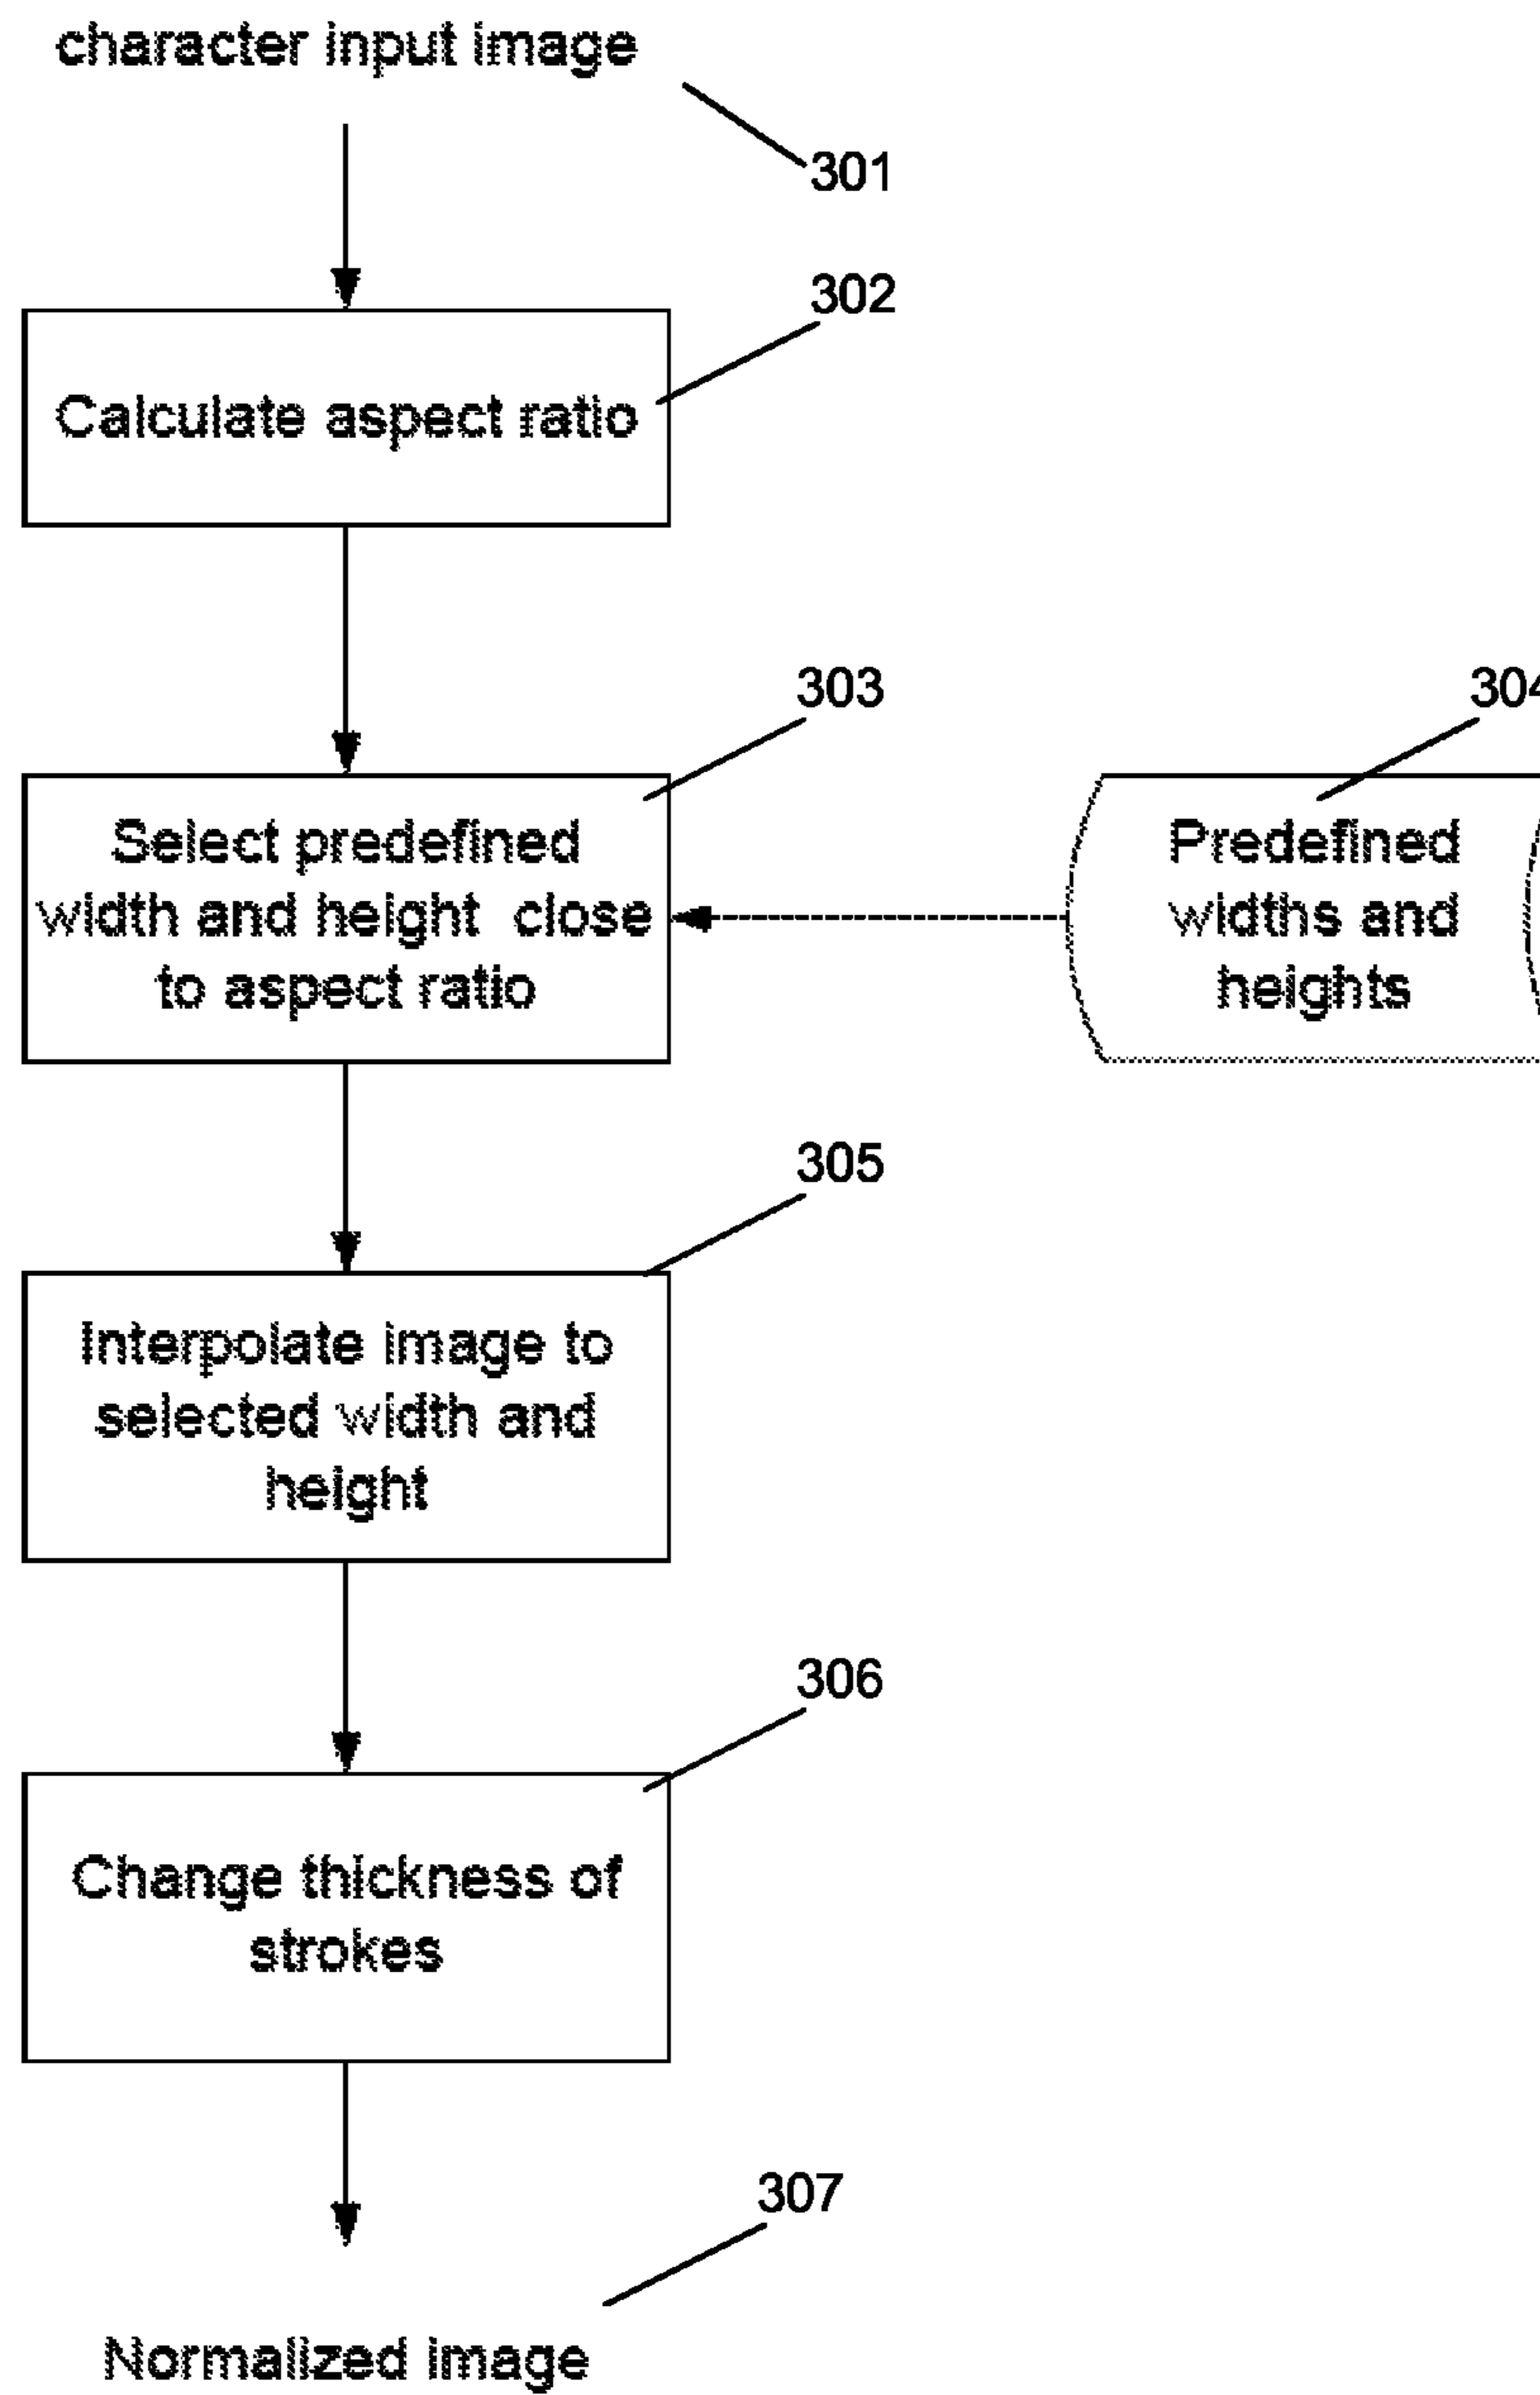 character input image
301
302
Calculate aspect ratio
303
304
Select predefined
width and height close
to aspect ratio
Predefined
widths and
heights
305
Interpolate image to
selected width and
height
306
Change thickness of
strokes
307
Normalized image